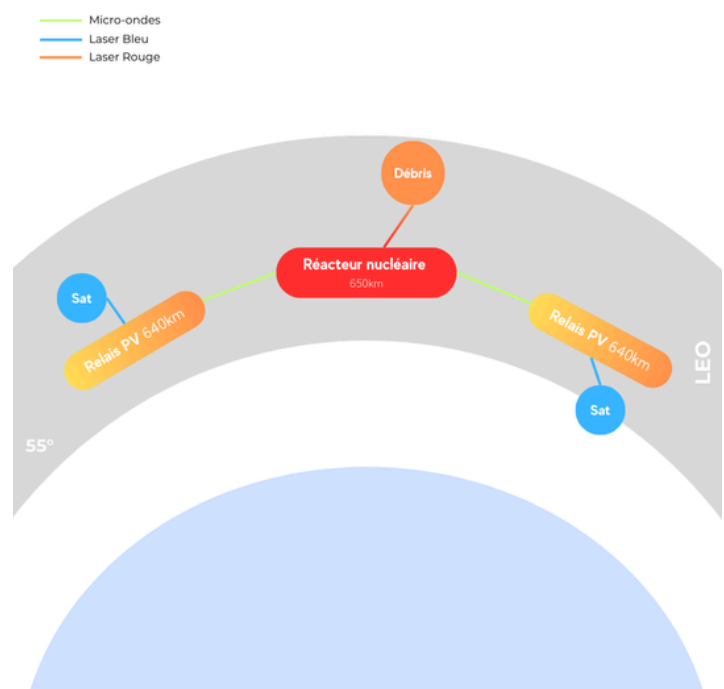 Micro-ondes
Laser Bleu
Laser Rouge
Débris
Réacteur nucléaire
650km
Sat
Relais PV 640km
Relais PV 640km
LEO
Sat
55°